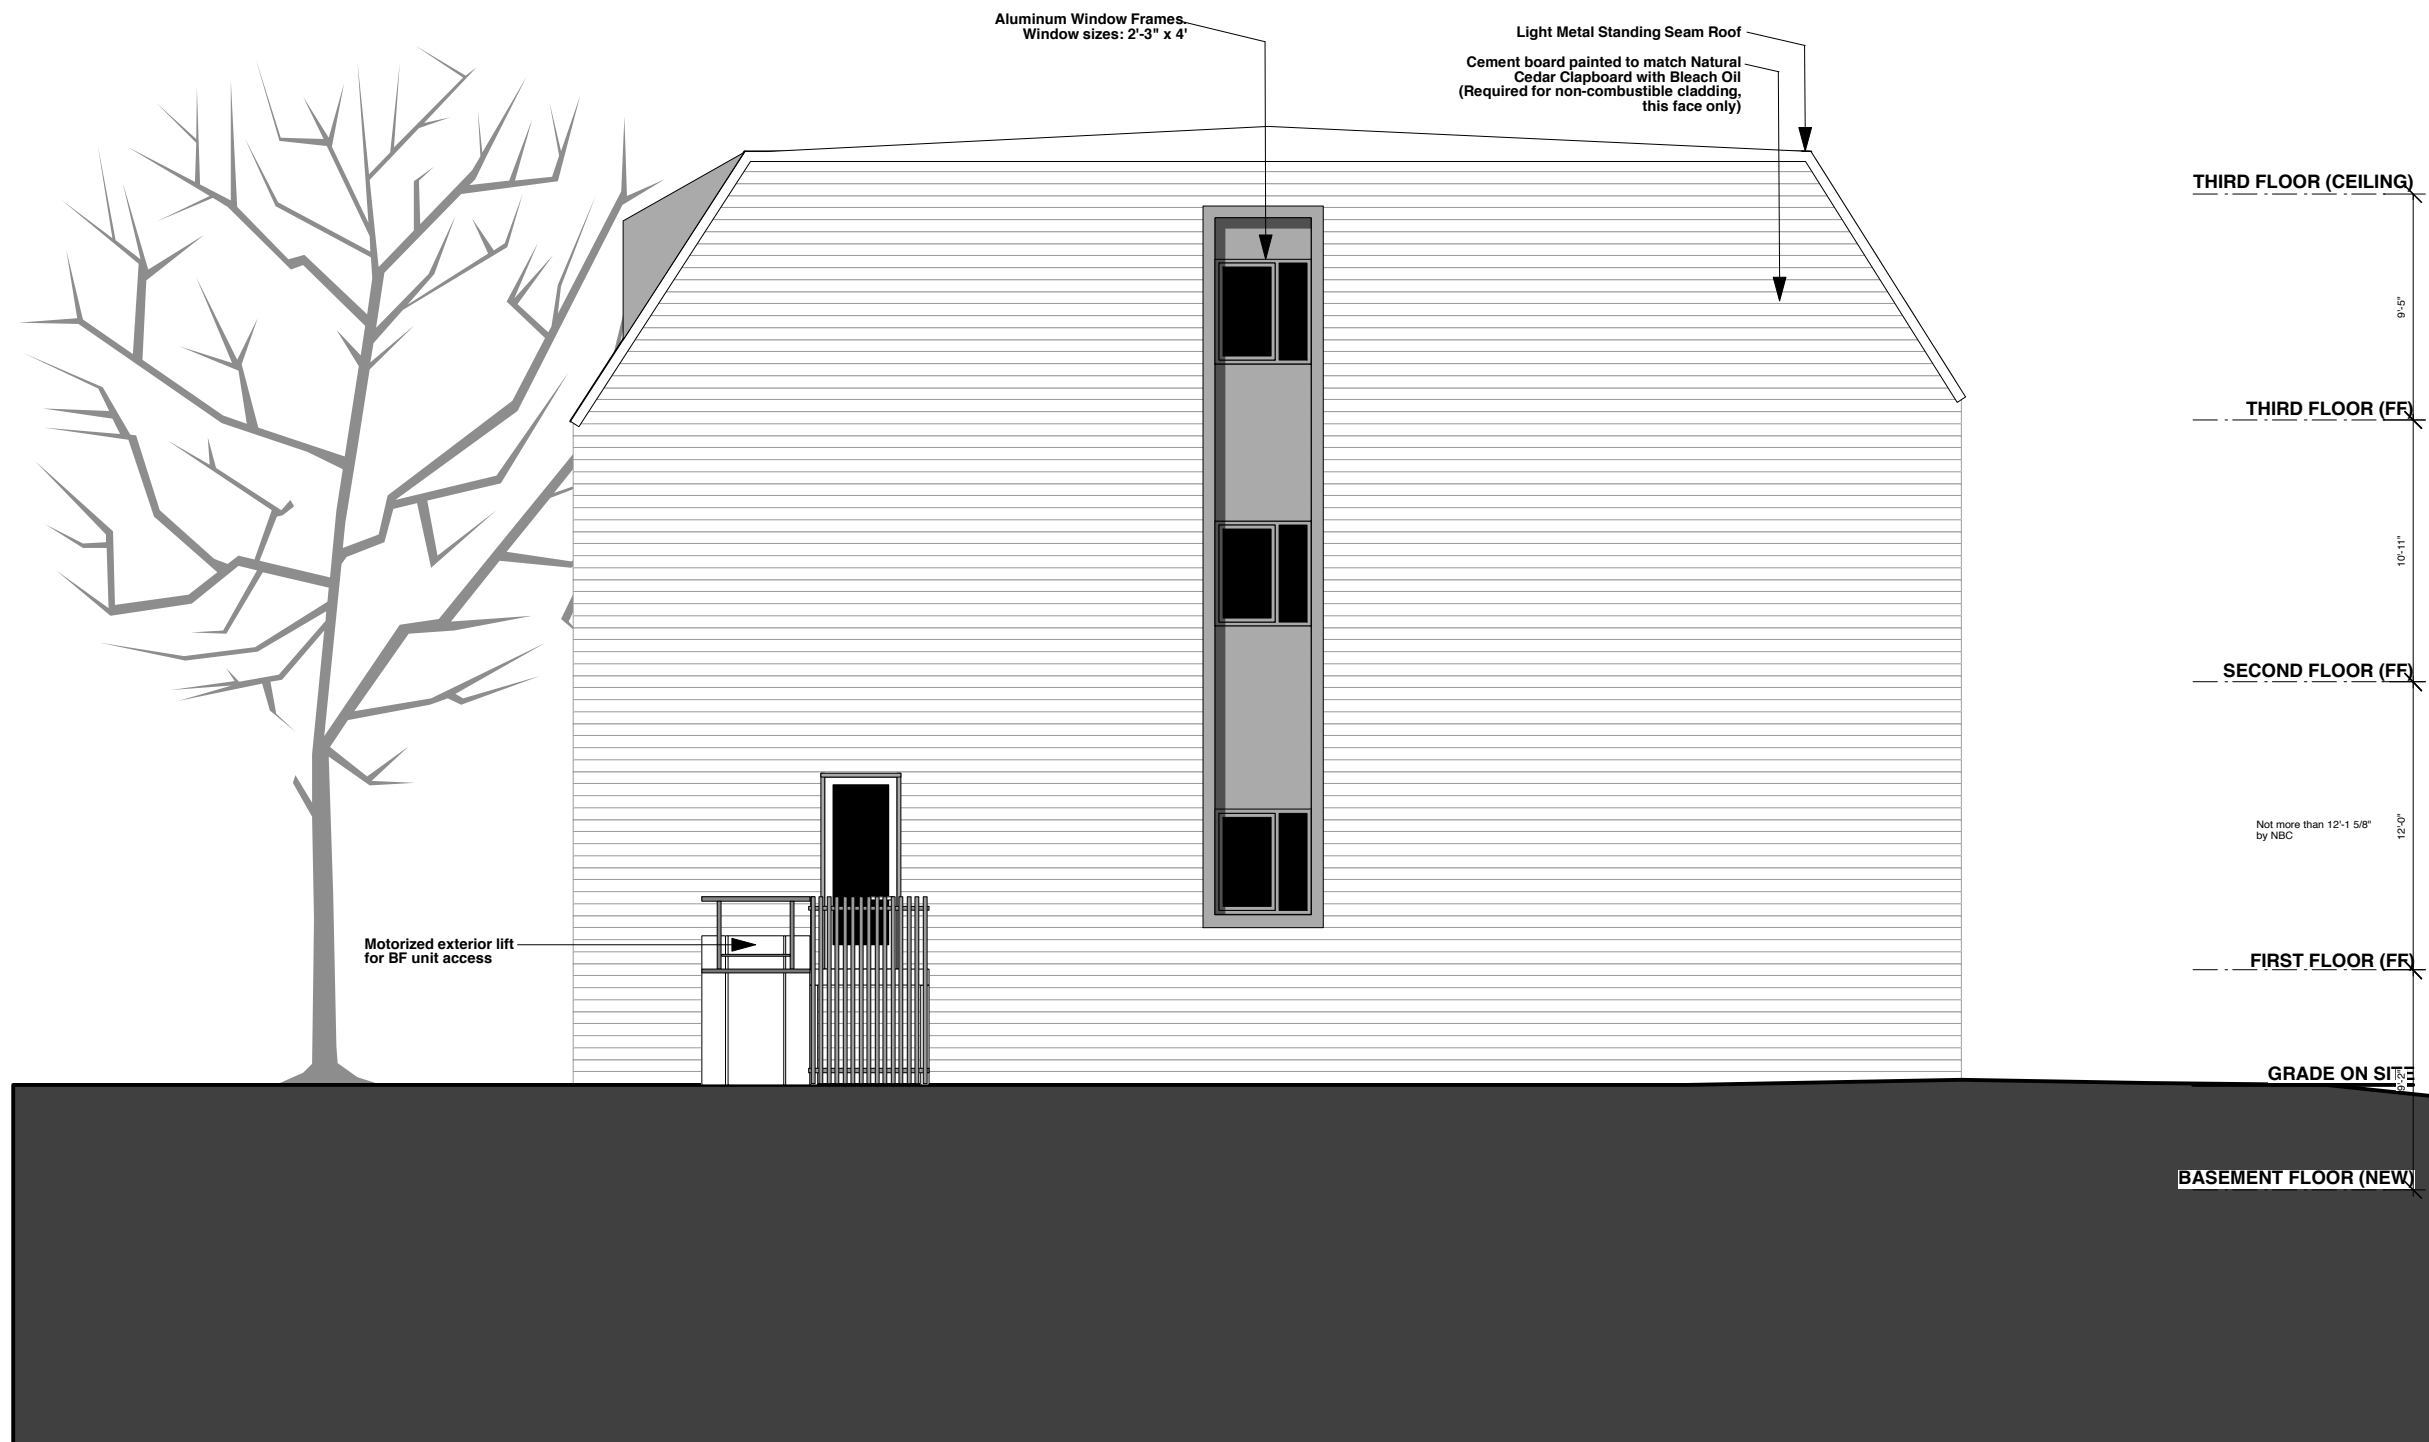 Aluminum Window Frames.
Window sizes: 2'-3" x 4'
Light Metal Standing Seam Roof
Cement board painted to match Natural
Cedar Clapboard with Bleach Oil
(Required for non-combustible cladding,
this face only)
THIRD FLOOR (CEILING)
9'-5"
THIRD FLOOR (FF)
10'-11"
SECOND FLOOR (FF)
Not more than 12'-1 5/8"
by NBC
12'-0"
Motorized exterior lift
for BF unit access
FIRST FLOOR (FF)
GRADE ON SITE
9'-2"
BASEMENT FLOOR (NEW)